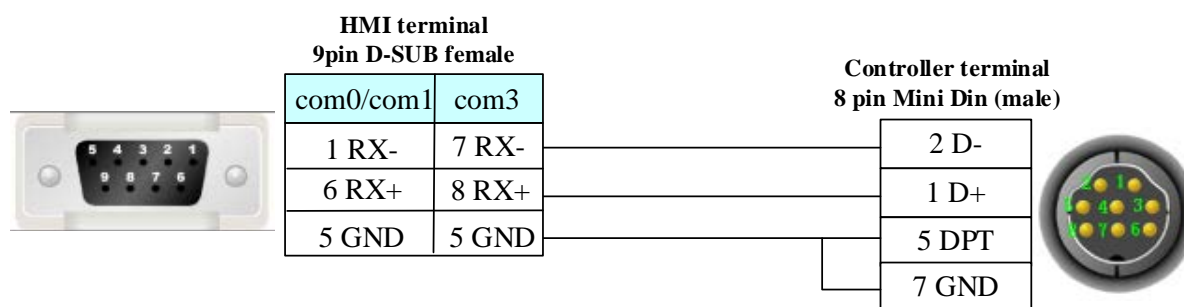 HMI terminal
9pin D-SUB female
Controller terminal
8 pin Mini Din (male)
com0/com1 com3
1 RX- 7 RX-
6 RX+ 8 RX+
5 GND 5 GND
2 D-
1 D+
5 DPT
7 GND
5 4 3 2 1
9 8 7 6
2 1
5 4 3
8 7 6